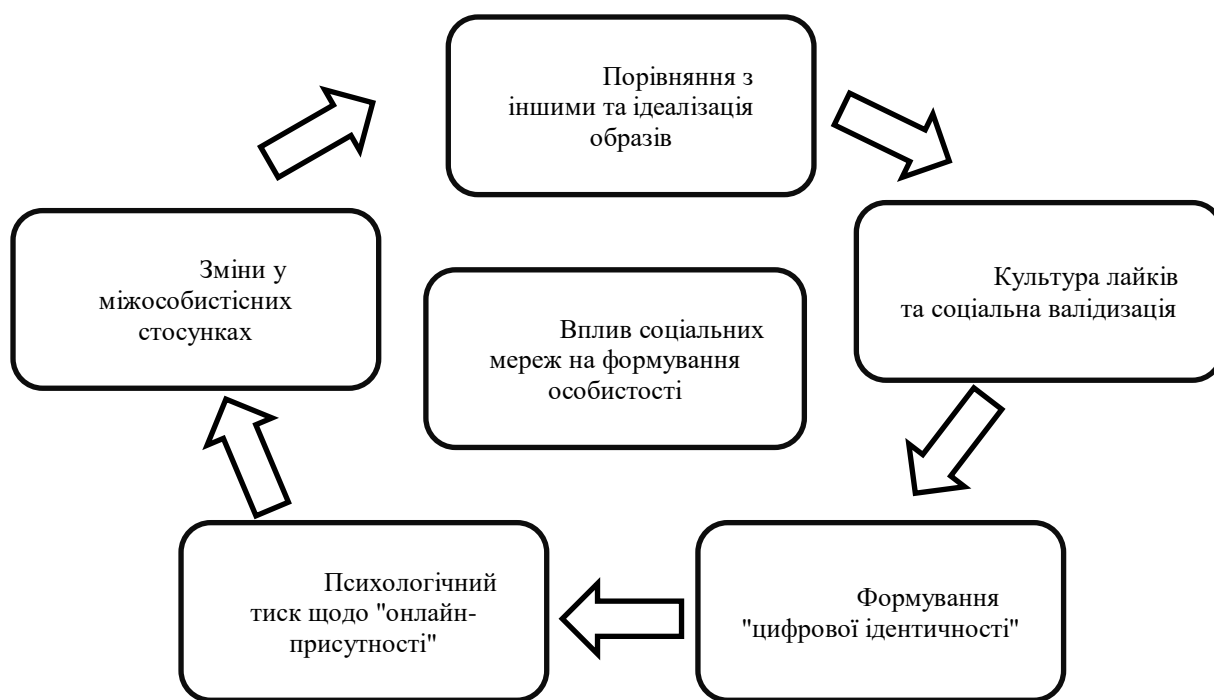 Порівняння з
іншими та ідеалізація
образів
Культура лайків
та соціальна валідизація
Зміни у
міжособистісних
стосунках
Вплив соціальних
мереж на формування
особистості
Психологічний
тиск щодо "онлайн-
присутності"
Формування
"цифрової ідентичності"